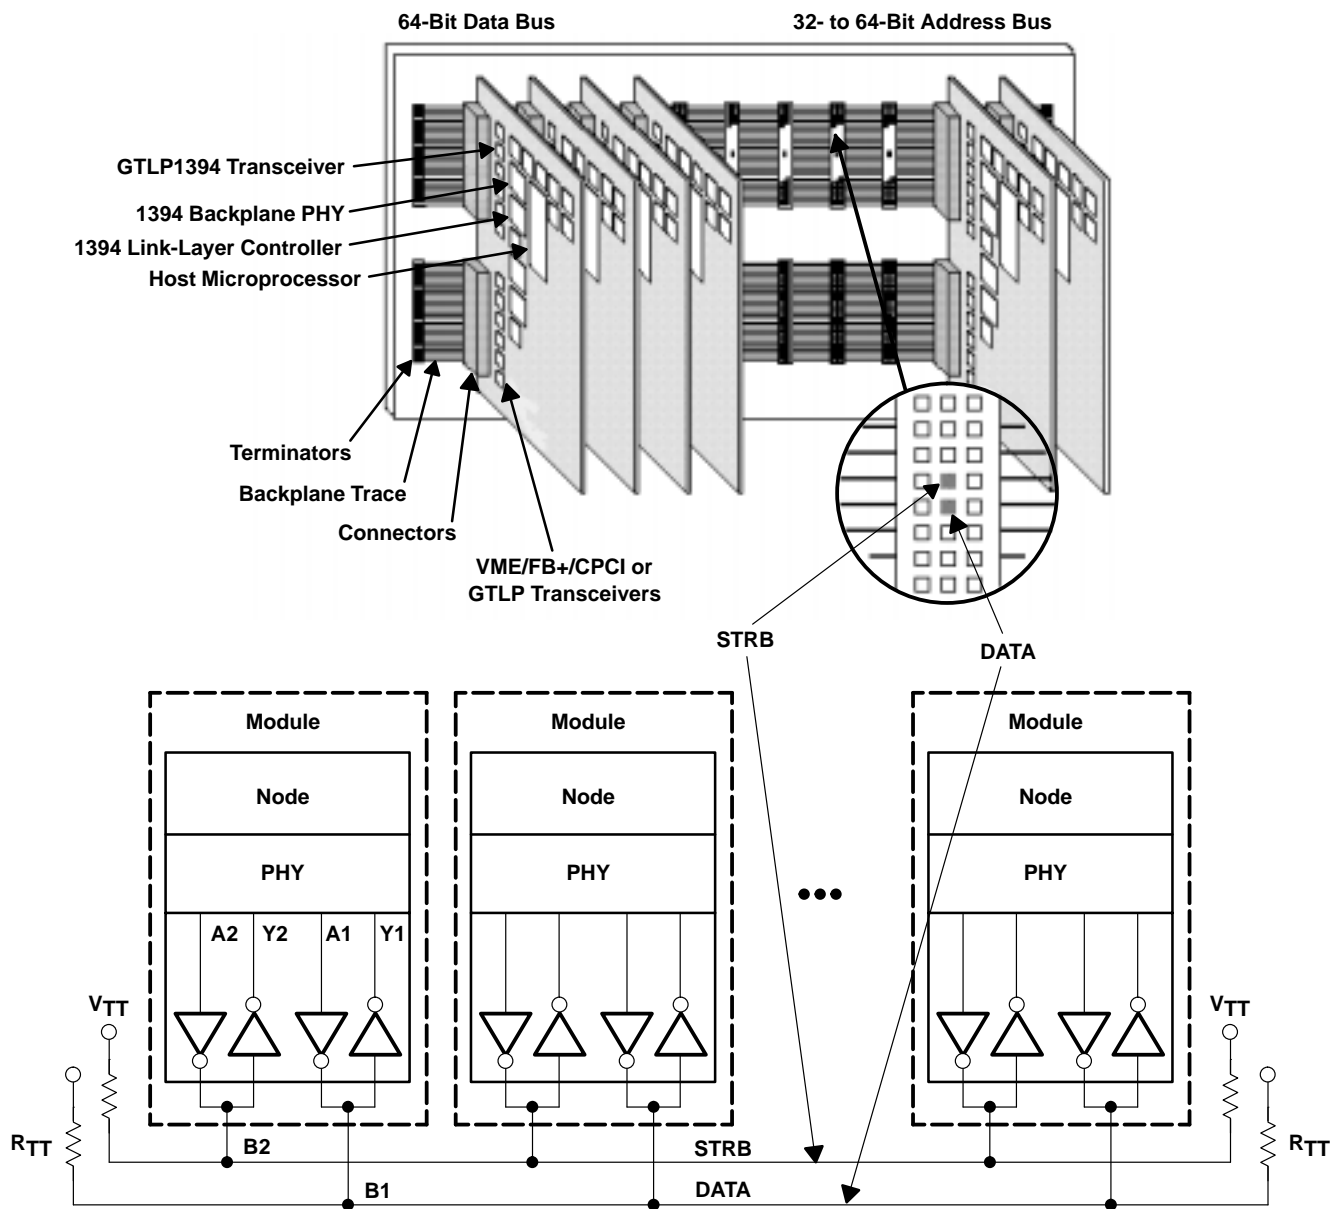 64-Bit Data Bus
32- to 64-Bit Address Bus
GTLP1394 Transceiver
1394 Backplane PHY
1394 Link-Layer Controller
Host Microprocessor
Terminators
Backplane Trace
Connectors
VME/FB+/CPCI or
GTLP Transceivers
STRB
DATA
Module
Module
Module
Node
Node
Node
PHY
PHY
PHY
A2 Y2 A1 Y1
VTT
VTT
RTT
RTT
B2
STRB
B1
DATA